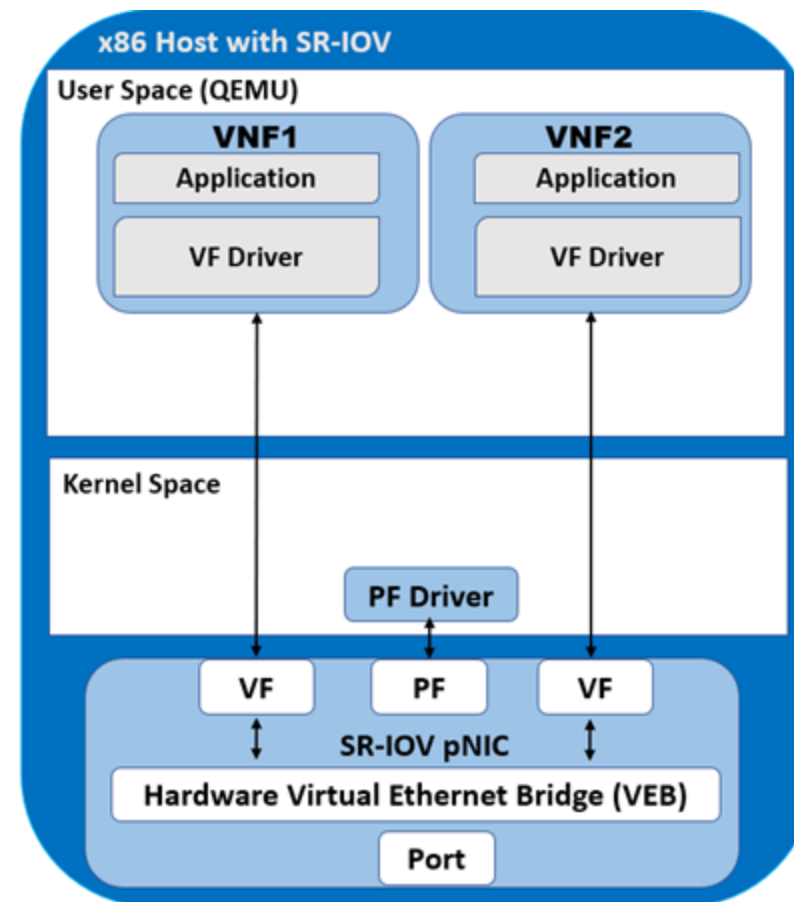 x86 Host with SR-IOV
User Space (QEMU)
VNF1
Application
VF Driver
VNF2
Application
VF Driver
Kernel Space
PF Driver
VF
PF
VF
SR-IOV pNIC
Hardware Virtual Ethernet Bridge (VEB)
Port